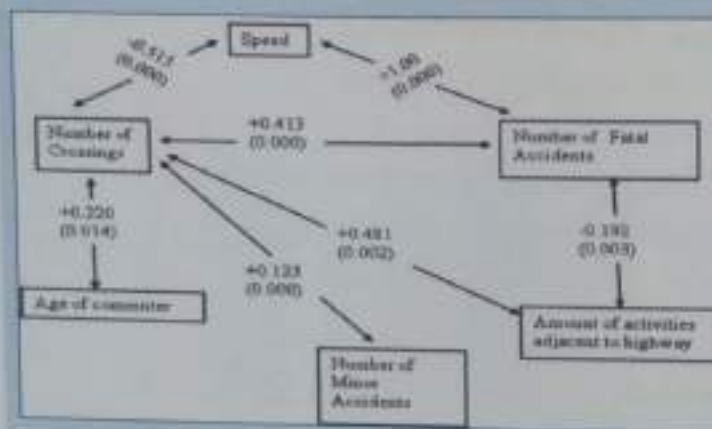 Speed
-0.515
(0.000)
+1.00
(0.000)
Number of
Crossings
+0.413
(0.000)
Number of Fatal
Accidents
+0.220
(0.014)
+0.123
(0.000)
+0.481
(0.002)
-0.192
(0.003)
Age of commuter
Number of
Minor
Accidents
Amount of activities
adjacent to highway